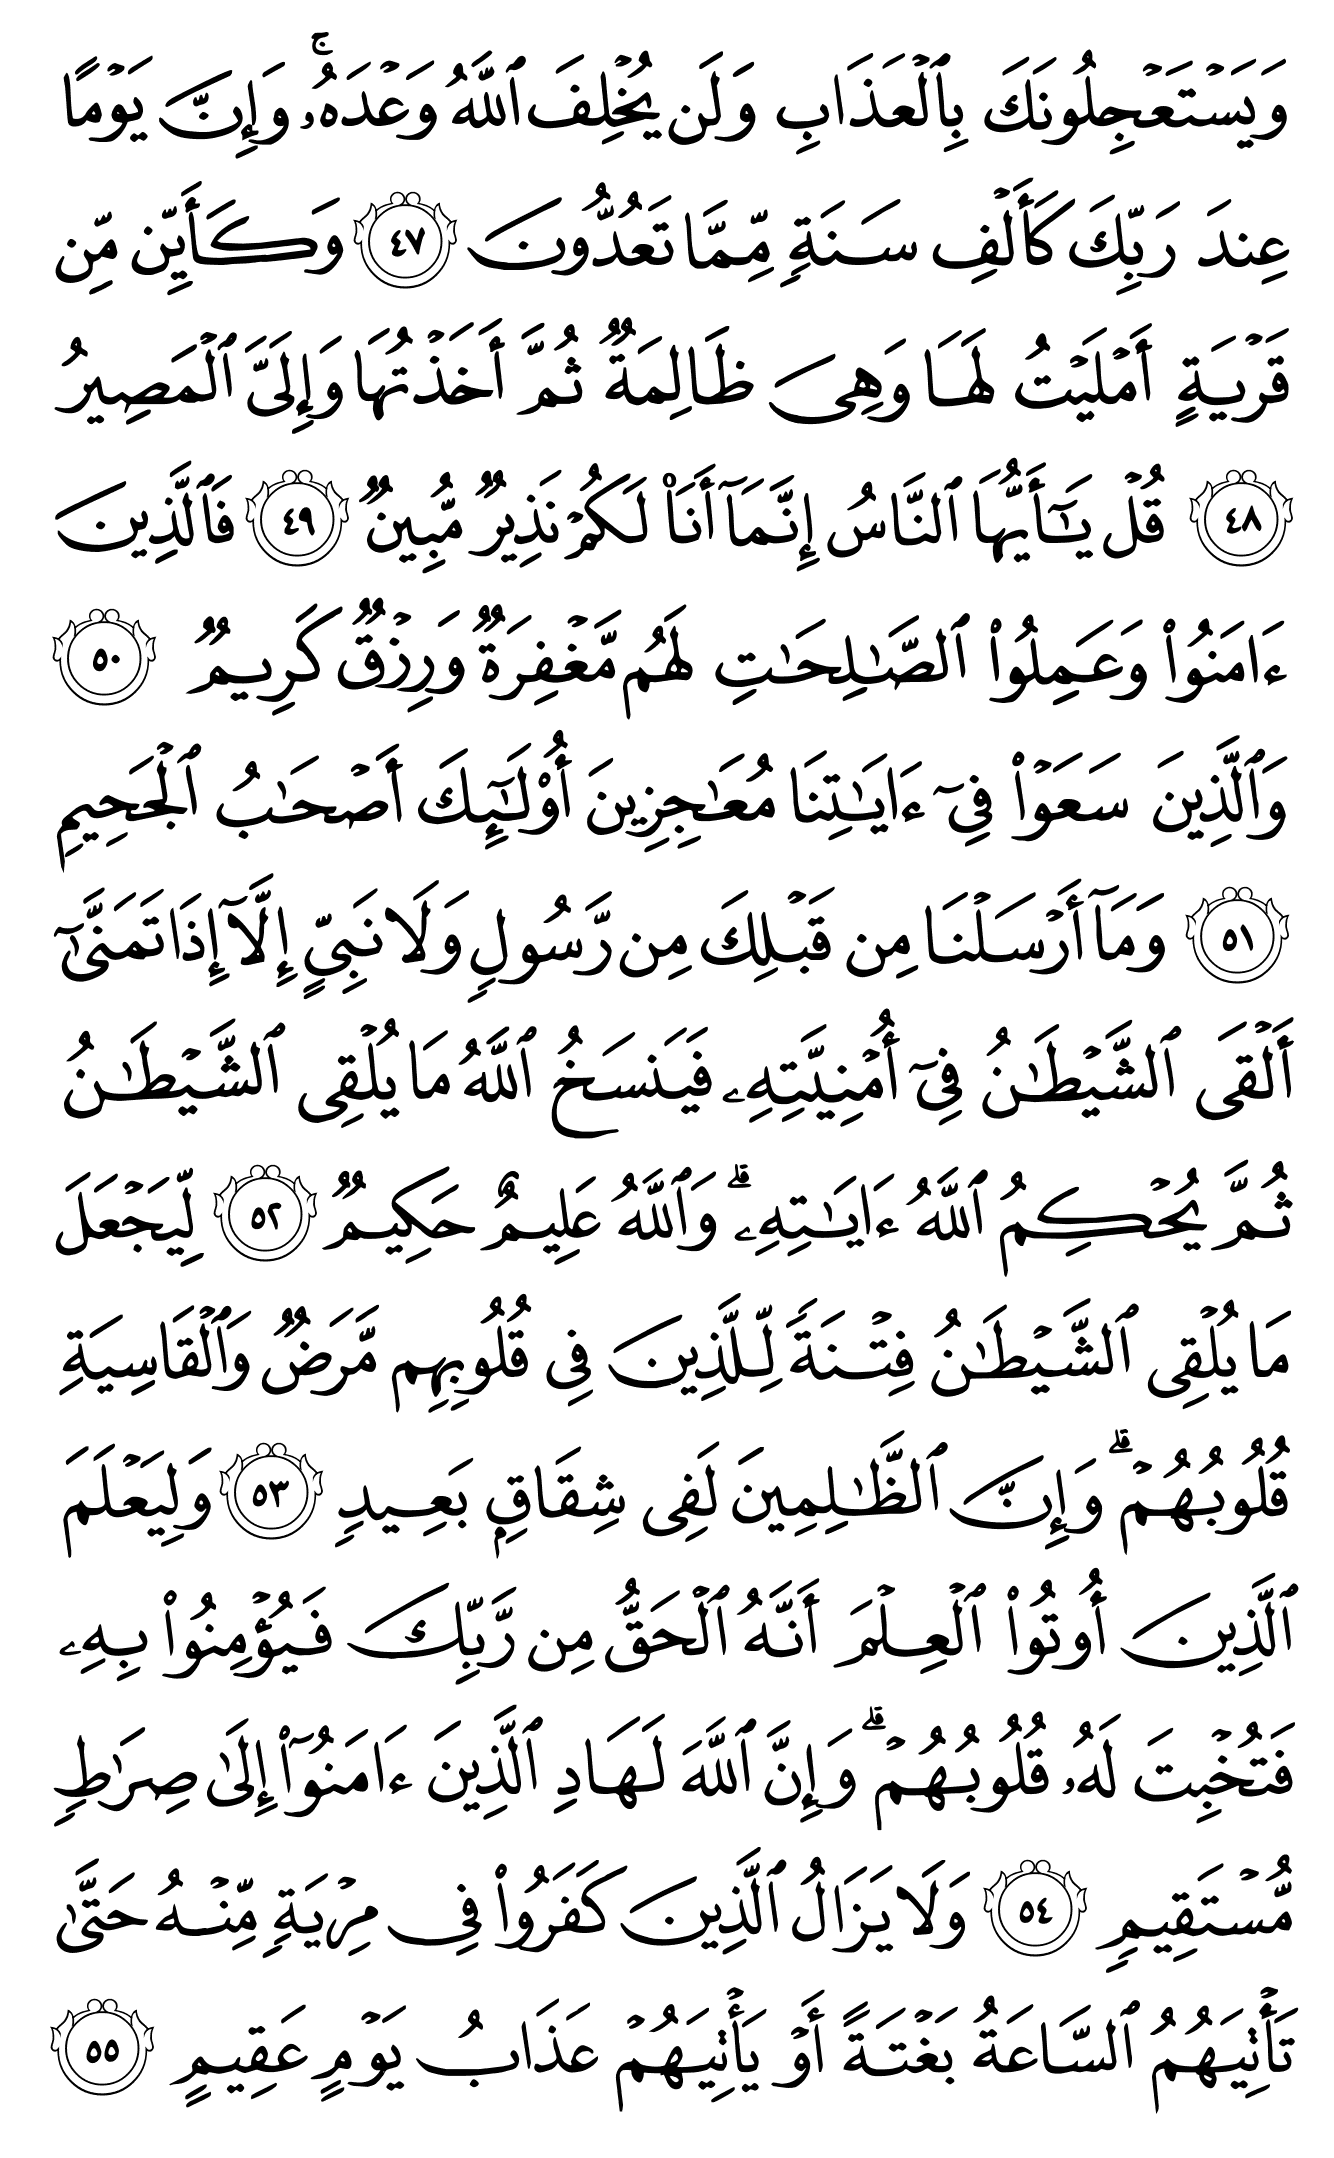 وَيَسۡتَعۡجِلُونَكَ بِٱلۡعَذَابِ وَلَن يُخۡلِفَ ٱللَّهُ وَعۡدَهُۥۚ وَإِنَّ يَوۡمًا
عِندَ رَبِّكَ كَأَلۡفِ سَنَةٖ مِّمَّا تَعُدُّونَ ٤٧ وَكَأَيِّن مِّن
قَرۡيَةٍ أَمۡلَيۡتُ لَهَا وَهِيَ ظَالِمَةٞ ثُمَّ أَخَذۡتُهَا وَإِلَيَّ ٱلۡمَصِيرُ
٤٨ قُلۡ يَٰٓأَيُّهَا ٱلنَّاسُ إِنَّمَآ أَنَا۠ لَكُمۡ نَذِيرٞ مُّبِينٞ ٤٩ فَٱلَّذِينَ
ءَامَنُواْ وَعَمِلُواْ ٱلصَّٰلِحَٰتِ لَهُم مَّغۡفِرَةٞ وَرِزۡقٞ كَرِيمٞ ٥٠
وَٱلَّذِينَ سَعَوۡاْ فِيٓ ءَايَٰتِنَا مُعَٰجِزِينَ أُوْلَٰٓئِكَ أَصۡحَٰبُ ٱلۡجَحِيمِ
٥١ وَمَآ أَرۡسَلۡنَا مِن قَبۡلِكَ مِن رَّسُولٖ وَلَا نَبِيٍّ إِلَّآ إِذَا تَمَنَّىٰٓ
أَلۡقَى ٱلشَّيۡطَٰنُ فِيٓ أُمۡنِيَّتِهِۦ فَيَنسَخُ ٱللَّهُ مَا يُلۡقِي ٱلشَّيۡطَٰنُ
ثُمَّ يُحۡكِمُ ٱللَّهُ ءَايَٰتِهِۦۗ وَٱللَّهُ عَلِيمٌ حَكِيمٞ ٥٢ لِّيَجۡعَلَ
مَا يُلۡقِي ٱلشَّيۡطَٰنُ فِتۡنَةٗ لِّلَّذِينَ فِي قُلُوبِهِم مَّرَضٞ وَٱلۡقَاسِيَةِ
قُلُوبُهُمۡۗ وَإِنَّ ٱلظَّٰلِمِينَ لَفِي شِقَاقِۭ بَعِيدٖ ٥٣ وَلِيَعۡلَمَ
ٱلَّذِينَ أُوتُواْ ٱلۡعِلۡمَ أَنَّهُ ٱلۡحَقُّ مِن رَّبِّكَ فَيُؤۡمِنُواْ بِهِۦ
فَتُخۡبِتَ لَهُۥ قُلُوبُهُمۡۗ وَإِنَّ ٱللَّهَ لَهَادِ ٱلَّذِينَ ءَامَنُوٓاْ إِلَىٰ صِرَٰطٖ
مُّسۡتَقِيمٖ ٥٤ وَلَا يَزَالُ ٱلَّذِينَ كَفَرُواْ فِي مِرۡيَةٖ مِّنۡهُ حَتَّىٰ
تَأۡتِيَهُمُ ٱلسَّاعَةُ بَغۡتَةً أَوۡ يَأۡتِيَهُمۡ عَذَابُ يَوۡمٍ عَقِيمٍ ٥٥